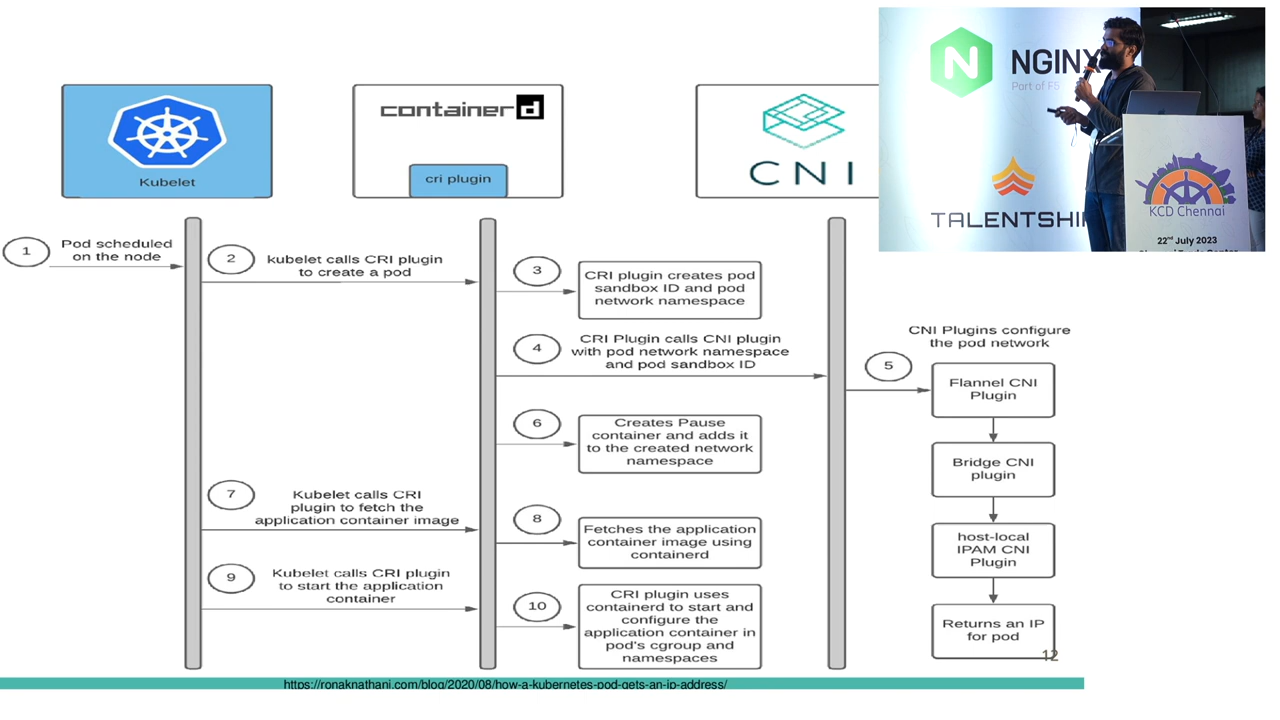 Kubelet
containerd
cri plugin
CNI
NGINX
Part of F5
TALENTSHI
KCD Chennai
22nd July 2023
1
Pod scheduled
on the node
2
kubelet calls CRI plugin
to create a pod
3
CRI plugin creates pod
sandbox ID and pod
network namespace
4
CRI Plugin calls CNI plugin
with pod network namespace
and pod sandbox ID
CNI Plugins configure
the pod network
5
Flannel CNI
Plugin
Bridge CNI
plugin
host-local
IPAM CNI
Plugin
Returns an IP
for pod
6
Creates Pause
container and adds it
to the created network
namespace
7
Kubelet calls CRI
plugin to fetch the
application container image
8
Fetches the application
container image using
containerd
9
Kubelet calls CRI plugin
to start the application
container
10
CRI plugin uses
containerd to start and
configure the
application container in
pod's cgroup and
namespaces
12
https://ronaknathani.com/blog/2020/08/how-a-kubernetes-pod-gets-an-ip-address/